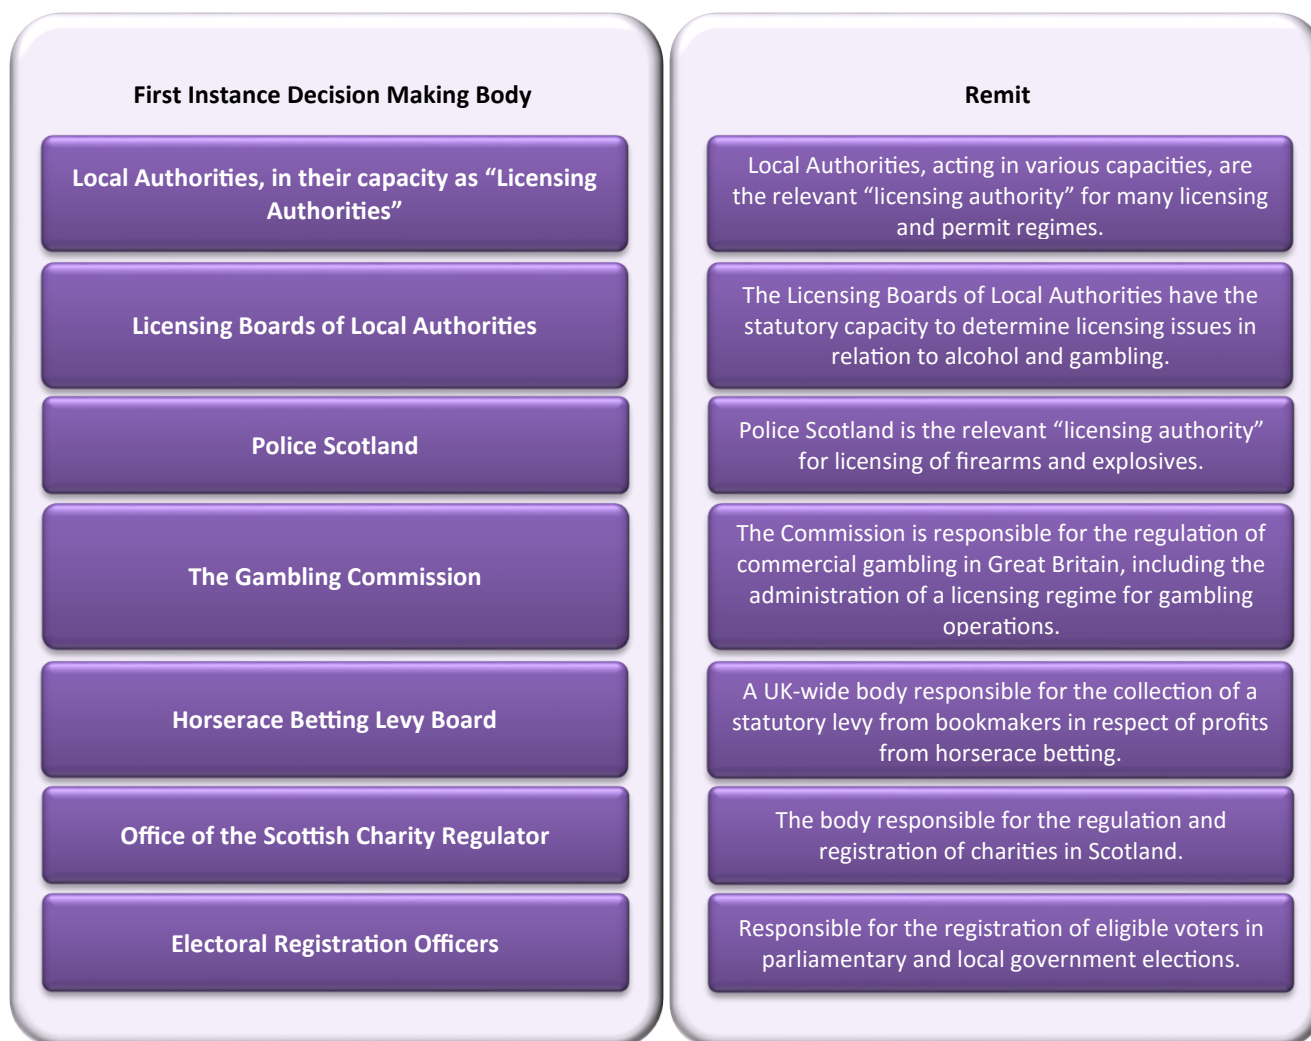 First Instance Decision Making Body
Remit
Local Authorities, in their capacity as “Licensing
Authorities”
Local Authorities, acting in various capacities, are
the relevant “licensing authority” for many licensing
and permit regimes.
Licensing Boards of Local Authorities
The Licensing Boards of Local Authorities have the
statutory capacity to determine licensing issues in
relation to alcohol and gambling.
Police Scotland
Police Scotland is the relevant “licensing authority”
for licensing of firearms and explosives.
The Gambling Commission
The Commission is responsible for the regulation of
commercial gambling in Great Britain, including the
administration of a licensing regime for gambling
operations.
Horserace Betting Levy Board
A UK-wide body responsible for the collection of a
statutory levy from bookmakers in respect of profits
from horserace betting.
Office of the Scottish Charity Regulator
The body responsible for the regulation and
registration of charities in Scotland.
Electoral Registration Officers
Responsible for the registration of eligible voters in
parliamentary and local government elections.